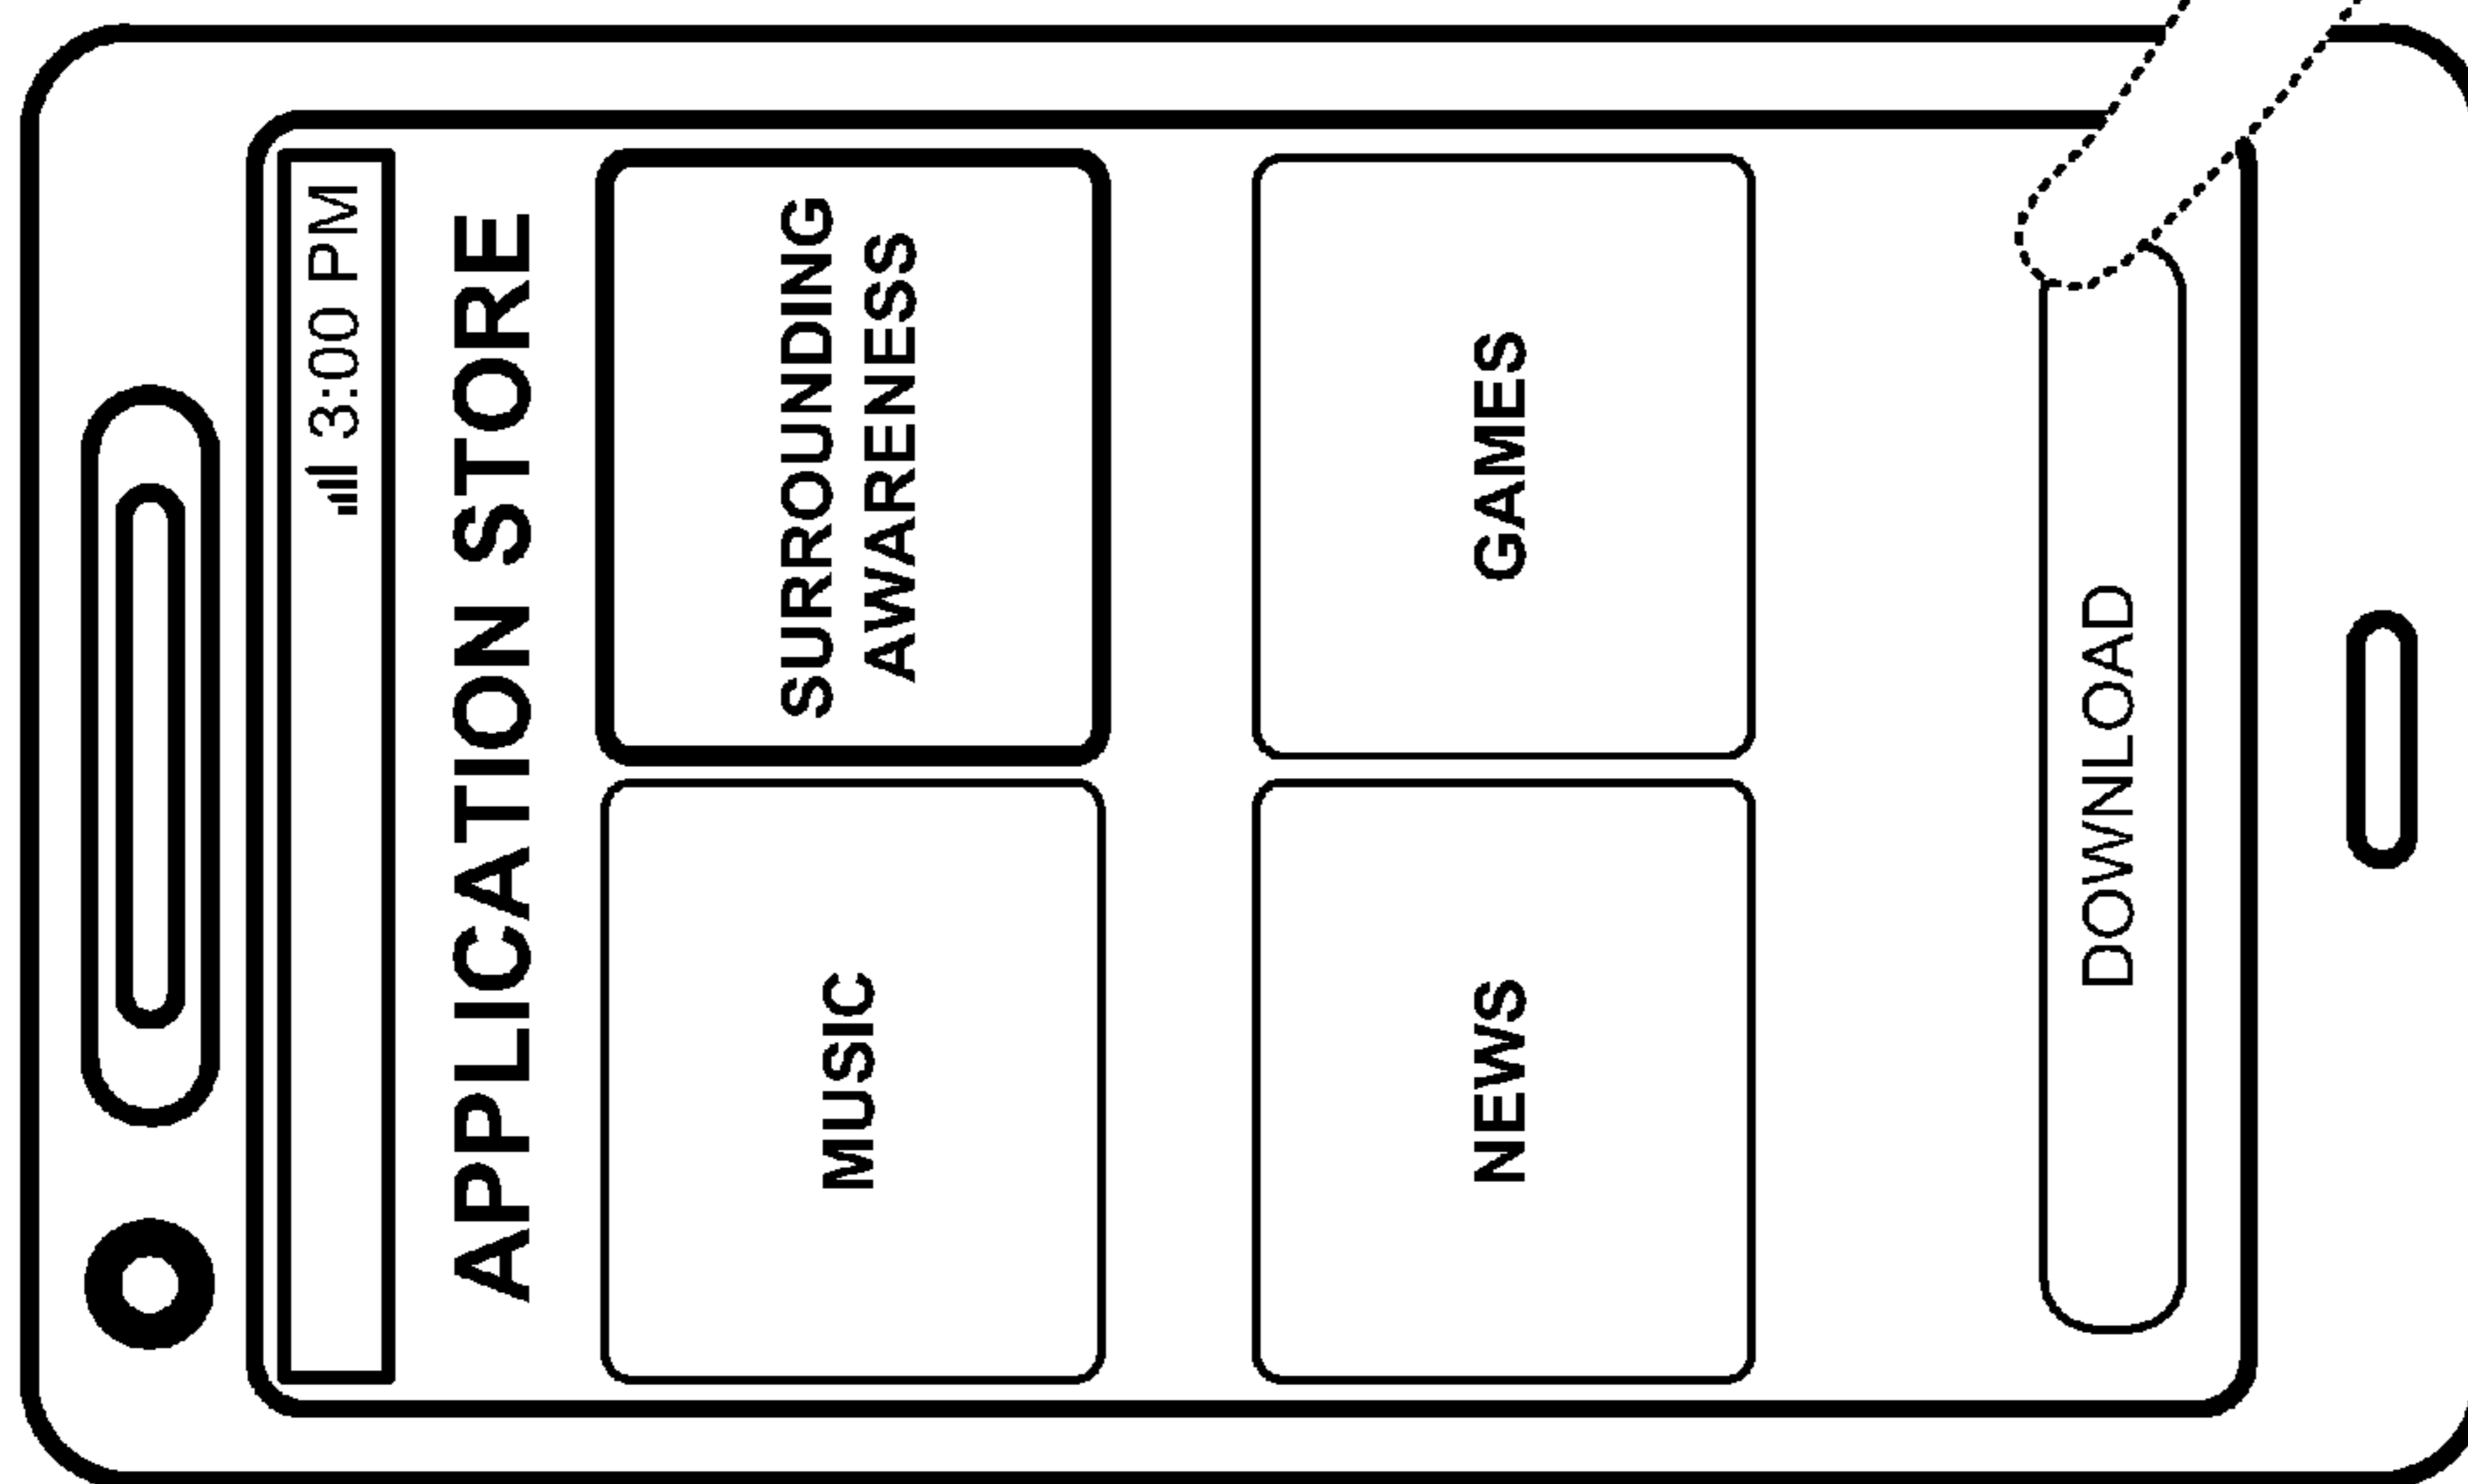 3:00 PM
APPLICATION STORE
MUSIC
SURROUNDING
AWARENESS
NEWS
GAMES
DOWNLOAD